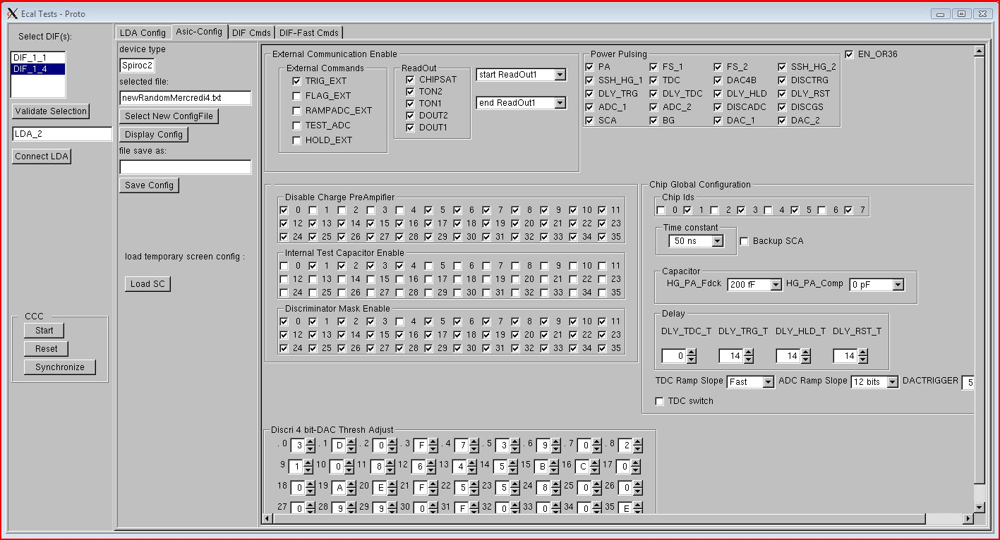 Ecal Tests - Proto
Select DIF(s):
DIF_1_1
DIF_1_4
Validate Selection
LDA_2
Connect LDA
CCC
Start
Reset
Synchronize
LDA Config Asic-Config DIF Cmds DIF-Fast Cmds
device type
Spiroc2
selected file:
newRandomMercredi4.txt
Select New ConfigFile
Display Config
file save as:
Save Config
load temporary screen config :
Load SC
External Communication Enable
External Commands
TRIG_EXT
FLAG_EXT
RAMPADC_EXT
TEST_ADC
HOLD_EXT
ReadOut
CHIPSAT
TON2
TON1
DOUT2
DOUT1
start ReadOut1
end ReadOut1
Power Pulsing
PA FS_1 FS_2 SSH_HG_2
SSH_HG_1 TDC DAC4B DISCTRG
DLY_TRG DLY_TDC DLY_HLD DLY_RST
ADC_1 ADC_2 DISCADC DISCGS
SCA BG DAC_1 DAC_2
EN_OR36
Disable Charge PreAmpifier
0 1 2 3 4 5 6 7 8 9 10 11
12 13 14 15 16 17 18 19 20 21 22 23
24 25 26 27 28 29 30 31 32 33 34 35
Internal Test Capacitor Enable
0 1 2 3 4 5 6 7 8 9 10 11
12 13 14 15 16 17 18 19 20 21 22 23
24 25 26 27 28 29 30 31 32 33 34 35
Discriminator Mask Enable
0 1 2 3 4 5 6 7 8 9 10 11
12 13 14 15 16 17 18 19 20 21 22 23
24 25 26 27 28 29 30 31 32 33 34 35
Chip Global Configuration
Chip Ids
0 1 2 3 4 5 6 7
Time constant
50 ns
Backup SCA
Capacitor
HG_PA_Fdck 200 fF HG_PA_Comp 0 pF
Delay
DLY_TDC_T DLY_TRG_T DLY_HLD_T DLY_RST_T
0 14 14 14
TDC Ramp Slope Fast ADC Ramp Slope 12 bits DACTRIGGER 5
TDC switch
Discri 4 bit-DAC Thresh Adjust
. 0 3 . 1 D . 2 0 . 3 F . 4 7 . 5 3 . 6 9 . 7 0 . 8 2
9 1 10 0 11 8 12 6 13 4 14 5 15 B 16 C 17 0
18 0 19 A 20 E 21 F 22 5 23 5 24 8 25 0 26 0
27 0 28 9 29 9 30 0 31 F 32 0 33 0 34 0 35 E